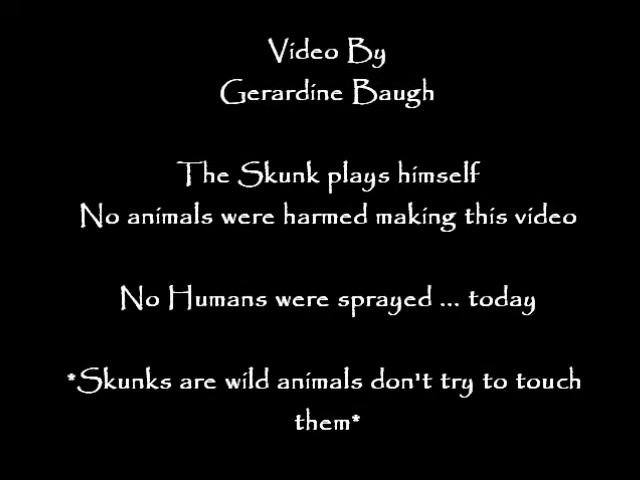 Video By
Gerardine Baugh
The Skunk plays himself
No animals were harmed making this video
No Humans were sprayed ... today
*Skunks are wild animals don't try to touch
them*